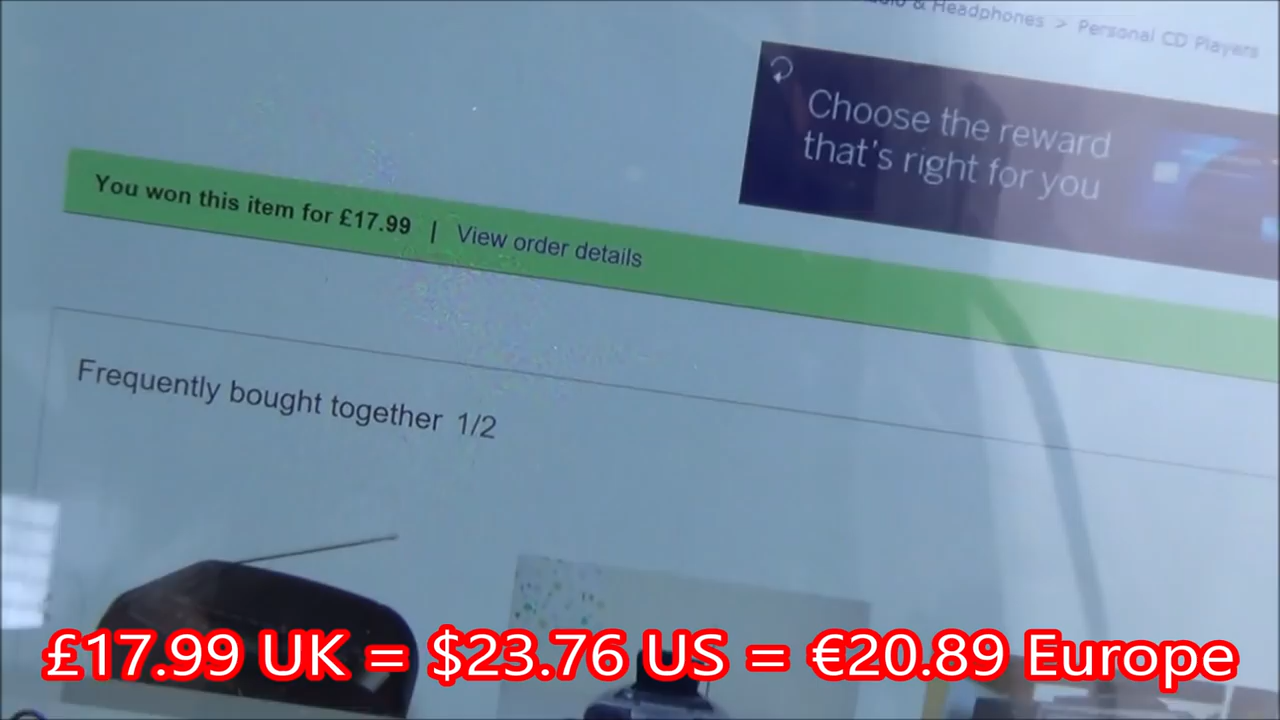 & Headphones > Personal CD Players
Choose the reward
that's right for you
You won this item for £17.99 | View order details
Frequently bought together 1/2
£17.99 UK = $23.76 US = €20.89 Europe